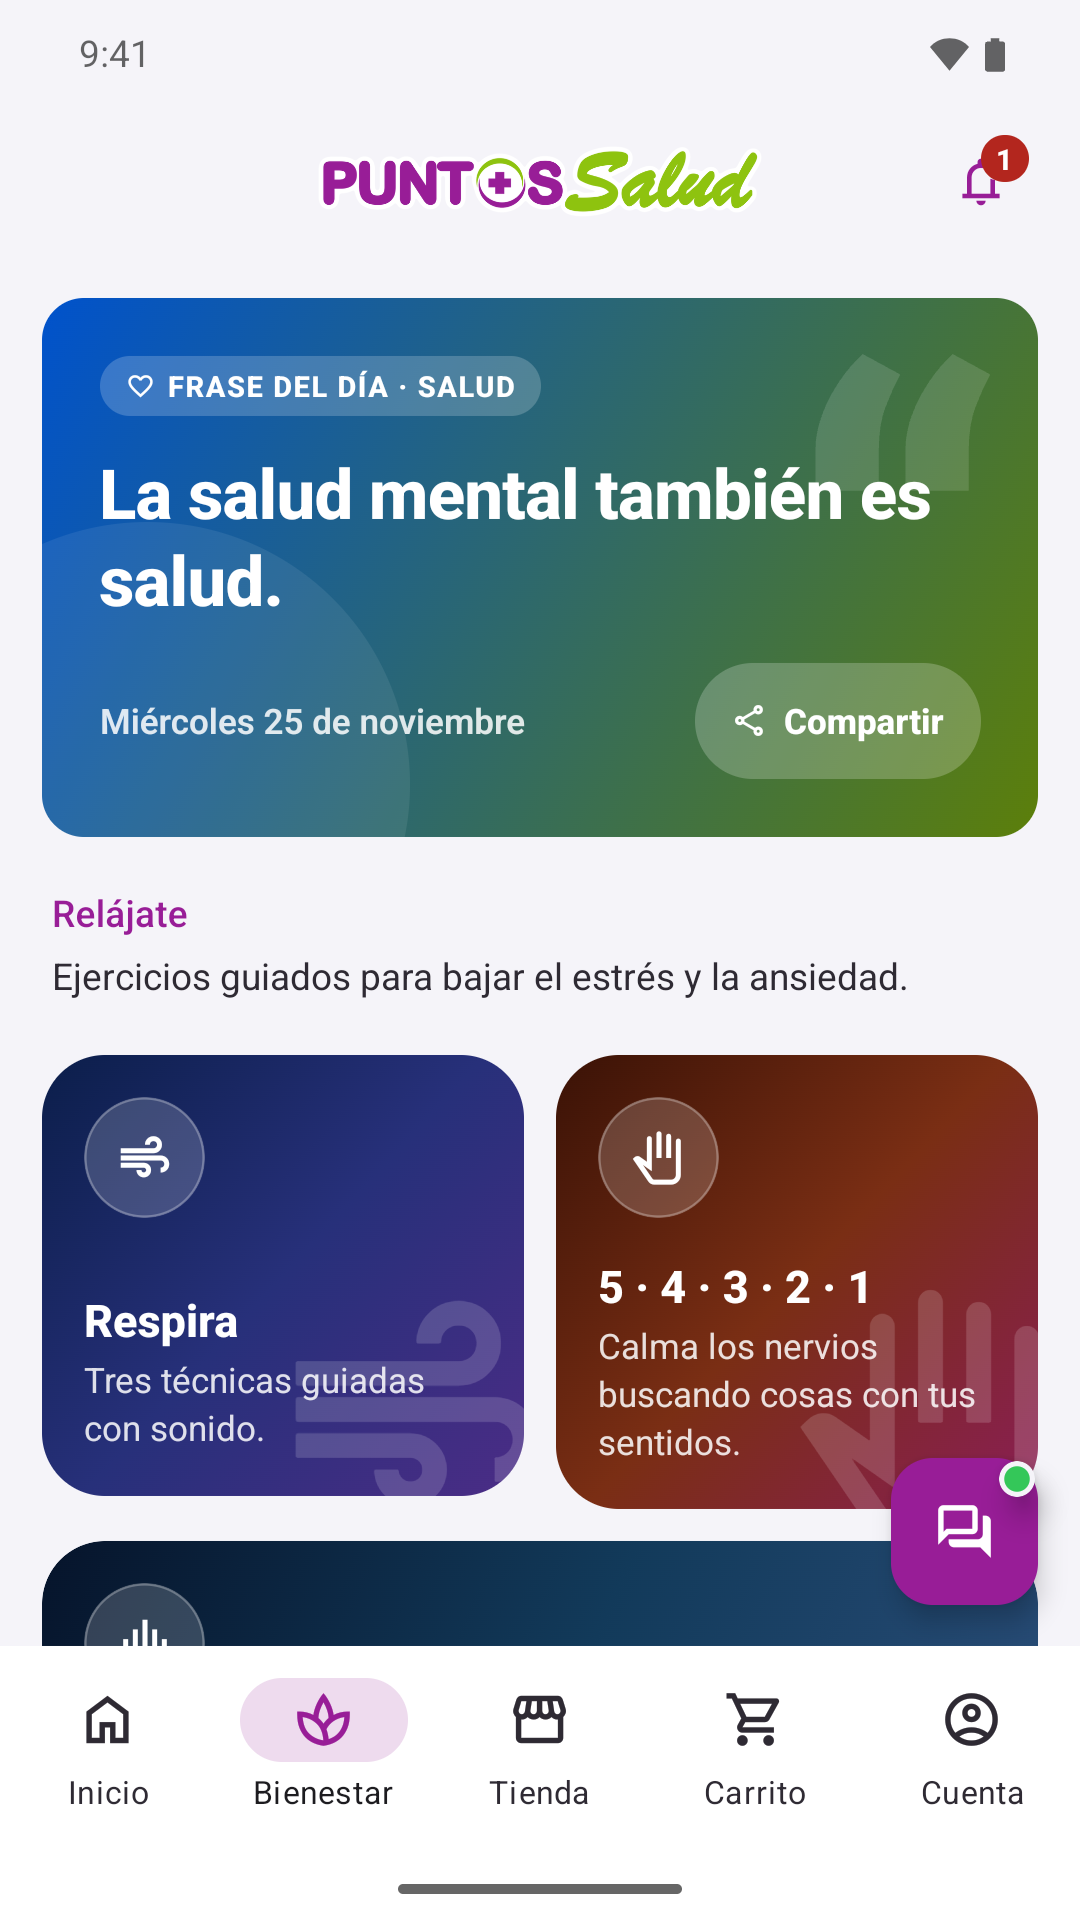 9:41
PUNTOS Salud
1
FRASE DEL DÍA · SALUD
La salud mental también es
salud.
Miércoles 25 de noviembre
Compartir
Relájate
Ejercicios guiados para bajar el estrés y la ansiedad.
Respira
Tres técnicas guiadas
con sonido.
5 · 4 · 3 · 2 · 1
Calma los nervios
buscando cosas con tus
sentidos.
Inicio
Bienestar
Tienda
Carrito
Cuenta